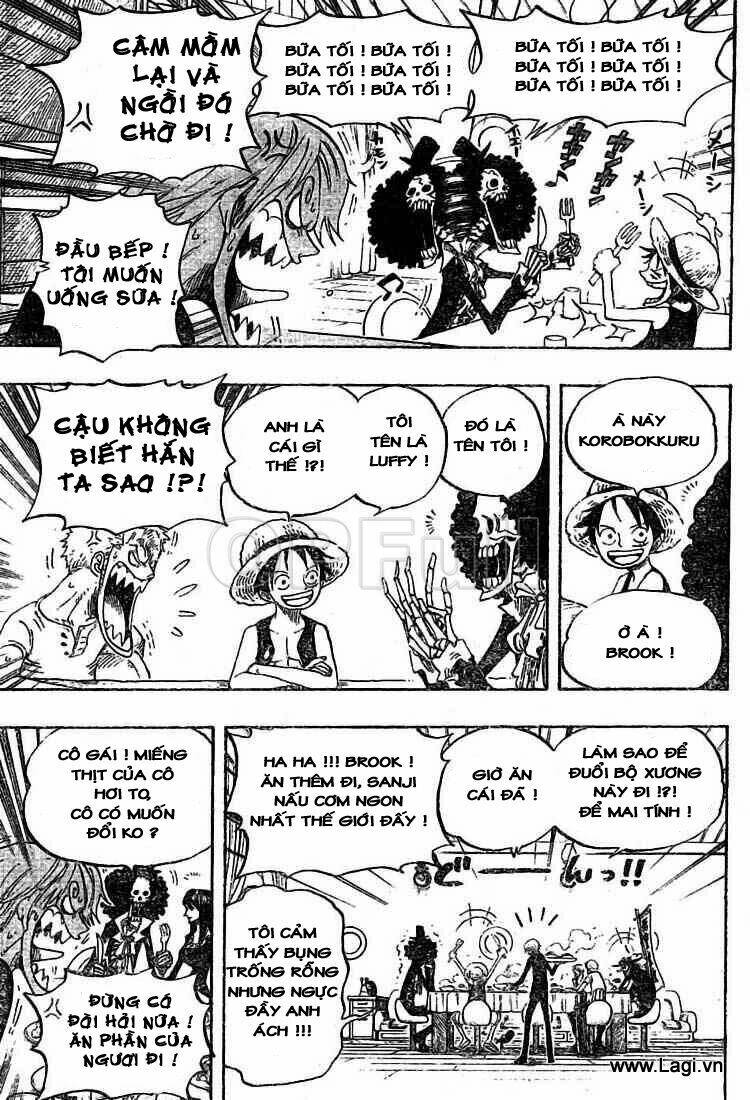 BỮA TỐI ! BỮA TỐI !
BỮA TỐI ! BỮA TỐI !
BỮA TỐI ! BỮA TỐI !
BỮA TỐI ! BỮA TỐI !
BỮA TỐI ! BỮA TỐI !
BỮA TỐI ! BỮA TỐI !
CÂM MỒM
LẠI VÀ
NGỒI ĐÓ
CHỜ ĐI !
ĐẦU BẾP !
TÔI MUỐN
UỐNG SỮA !
À NÀY
KOROBOKKURU
Ờ À !
BROOK !
ĐÓ LÀ
TÊN TÔI !
TÔI
TÊN LÀ
LUFFY !
ANH LÀ
CÁI GÌ
THẾ !?!
CẬU KHÔNG
BIẾT HẮN
TA SAO !?!
LÀM SAO ĐỂ
ĐUỔI BỘ XƯƠNG
NÀY ĐI !?!
ĐỂ MAI TÍNH !
GIỜ ĂN
CÁI ĐÃ !
HA HA !!! BROOK !
ĂN THÊM ĐI, SANJI
NẤU CƠM NGON
NHẤT THẾ GIỚI ĐẤY !
TÔI CẢM
THẤY BỤNG
TRỐNG RỖNG
NHƯNG NGỰC
ĐẦY ANH
ÁCH !!!
CÔ GÁI ! MIẾNG
THỊT CỦA CÔ
HƠI TO,
CÔ CÓ MUỐN
ĐỔI KO ?
ĐỪNG CÓ
ĐÒI HỎI NỮA !
ĂN PHẦN CỦA
NGƯƠI ĐI !
www.Lagi.vn